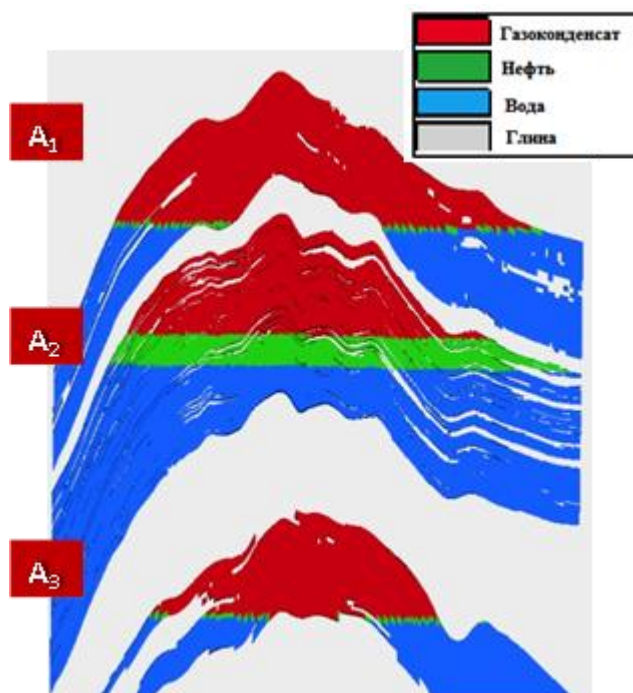 Газоконденсат
Нефть
Вода
Глина
A₁
A₂
A₃